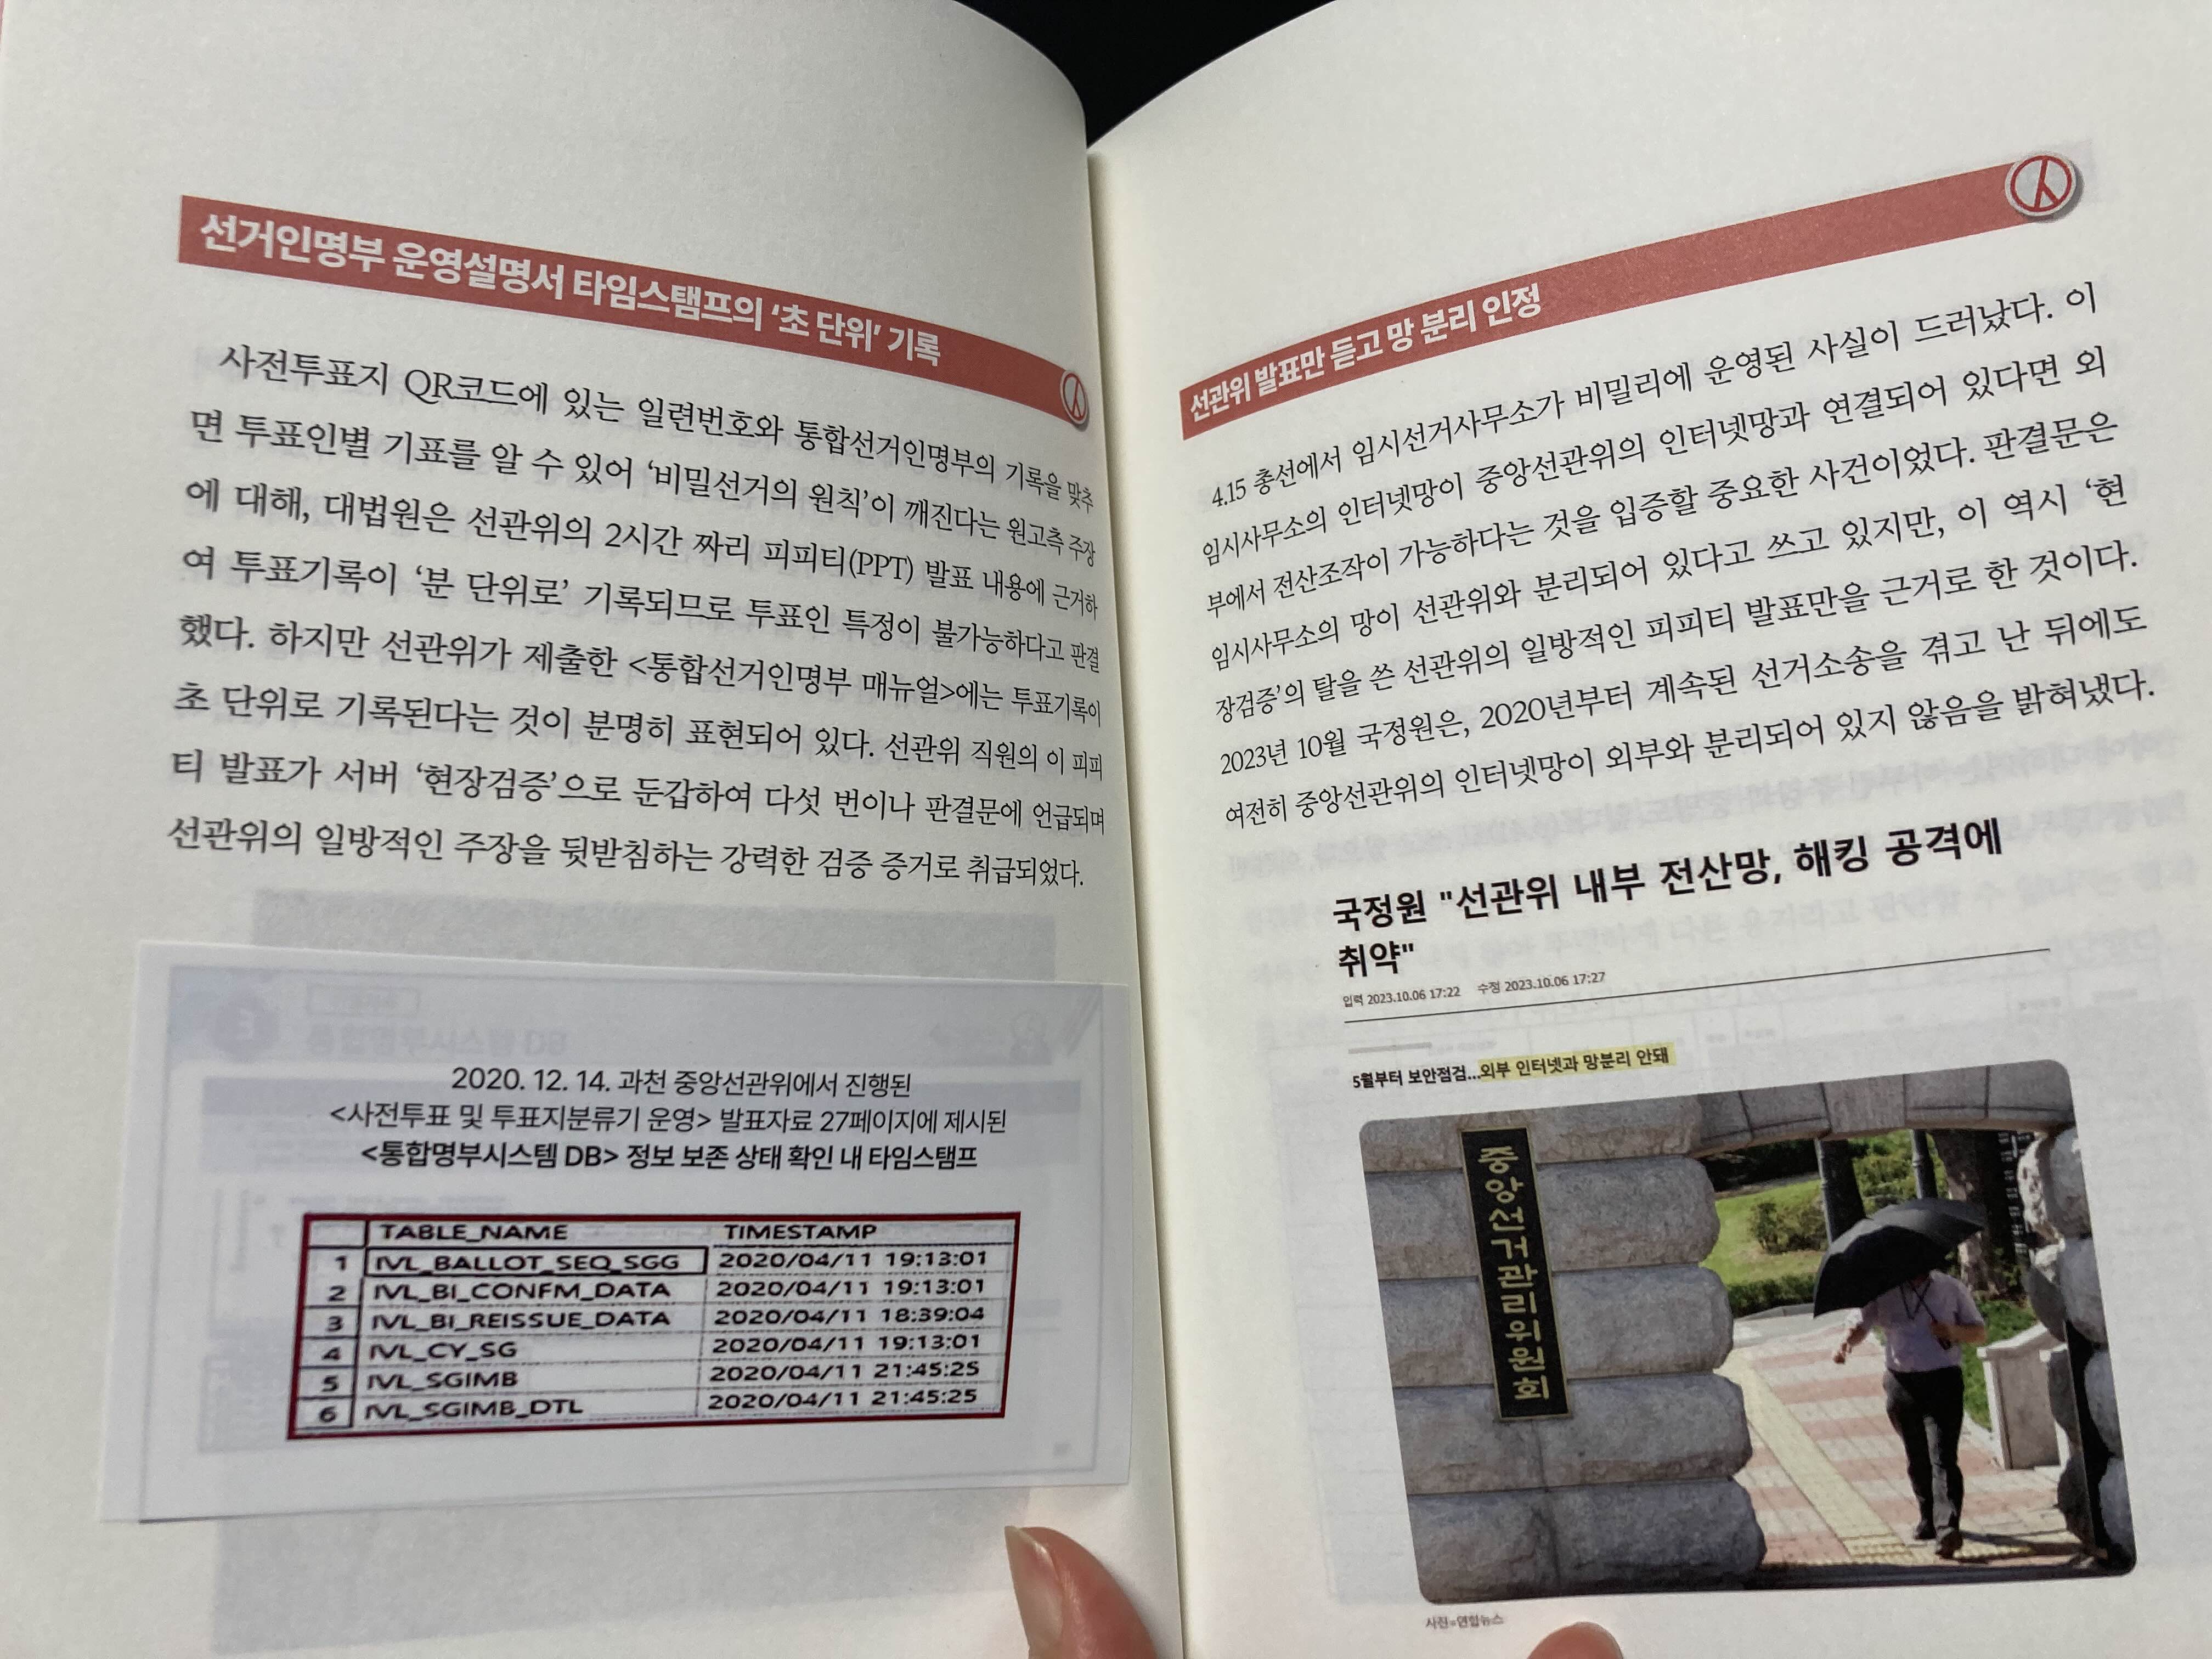 선거인명부 운영설명서 타임스탬프의 '초 단위' 기록
사전투표지 QR코드에 있는 일련번호와 통합선거인명부의 기록을 맞추
면 투표인별 기표를 알 수 있어 '비밀선거의 원칙'이 깨진다는 원고측 주장
에 대해, 대법원은 선관위의 2시간 짜리 피피티(PPT) 발표 내용에 근거하
여 투표기록이 '분 단위로' 기록되므로 투표인 특정이 불가능하다고 판결
했다. 하지만 선관위가 제출한 <통합선거인명부 매뉴얼>에는 투표기록이
초 단위로 기록된다는 것이 분명히 표현되어 있다. 선관위 직원의 이 피피
티 발표가 서버 '현장검증'으로 둔갑하여 다섯 번이나 판결문에 언급되며
선관위의 일방적인 주장을 뒷받침하는 강력한 검증 증거로 취급되었다.
2020. 12. 14. 과천 중앙선관위에서 진행된
<사전투표 및 투표지분류기 운영> 발표자료 27페이지에 제시된
<통합명부시스템 DB> 정보 보존 상태 확인 내 타임스탬프
TABLE_NAME TIMESTAMP
1 IVL_BALLOT_SEQ_SGG 2020/04/11 19:13:01
2 IVL_BI_CONFM_DATA 2020/04/11 19:13:01
3 IVL_BI_REISSUE_DATA 2020/04/11 18:39:04
4 IVL_CY_SG 2020/04/11 19:13:01
5 IVL_SGIMB 2020/04/11 21:45:25
6 IVL_SGIMB_DTL 2020/04/11 21:45:25
선관위 발표만 듣고 망 분리 인정
4.15 총선에서 임시선거사무소가 비밀리에 운영된 사실이 드러났다. 이
임시사무소의 인터넷망이 중앙선관위의 인터넷망과 연결되어 있다면 외
부에서 전산조작이 가능하다는 것을 입증할 중요한 사건이었다. 판결문은
임시사무소의 망이 선관위와 분리되어 있다고 쓰고 있지만, 이 역시 '현
장검증'의 탈을 쓴 선관위의 일방적인 피피티 발표만을 근거로 한 것이다.
2023년 10월 국정원은, 2020년부터 계속된 선거소송을 겪고 난 뒤에도
여전히 중앙선관위의 인터넷망이 외부와 분리되어 있지 않음을 밝혀냈다.
국정원 "선관위 내부 전산망, 해킹 공격에
취약"
입력 2023.10.06 17:22 수정 2023.10.06 17:27
5월부터 보안점검...외부 인터넷과 망분리 안돼
중앙선거관리위원회
사진=연합뉴스